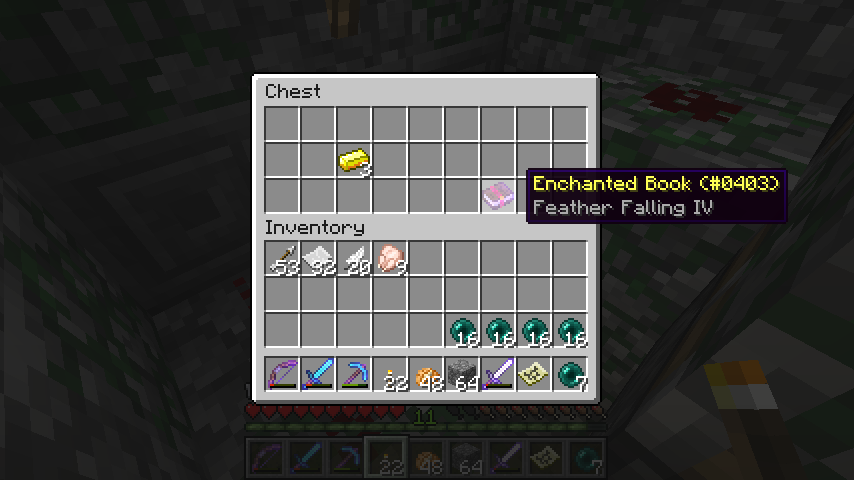 Chest
3
Enchanted Book (#0403)
Feather Falling IV
Inventory
53 32 20 9
16 16 16 16
22 48 64 7
11
22 48 64 7